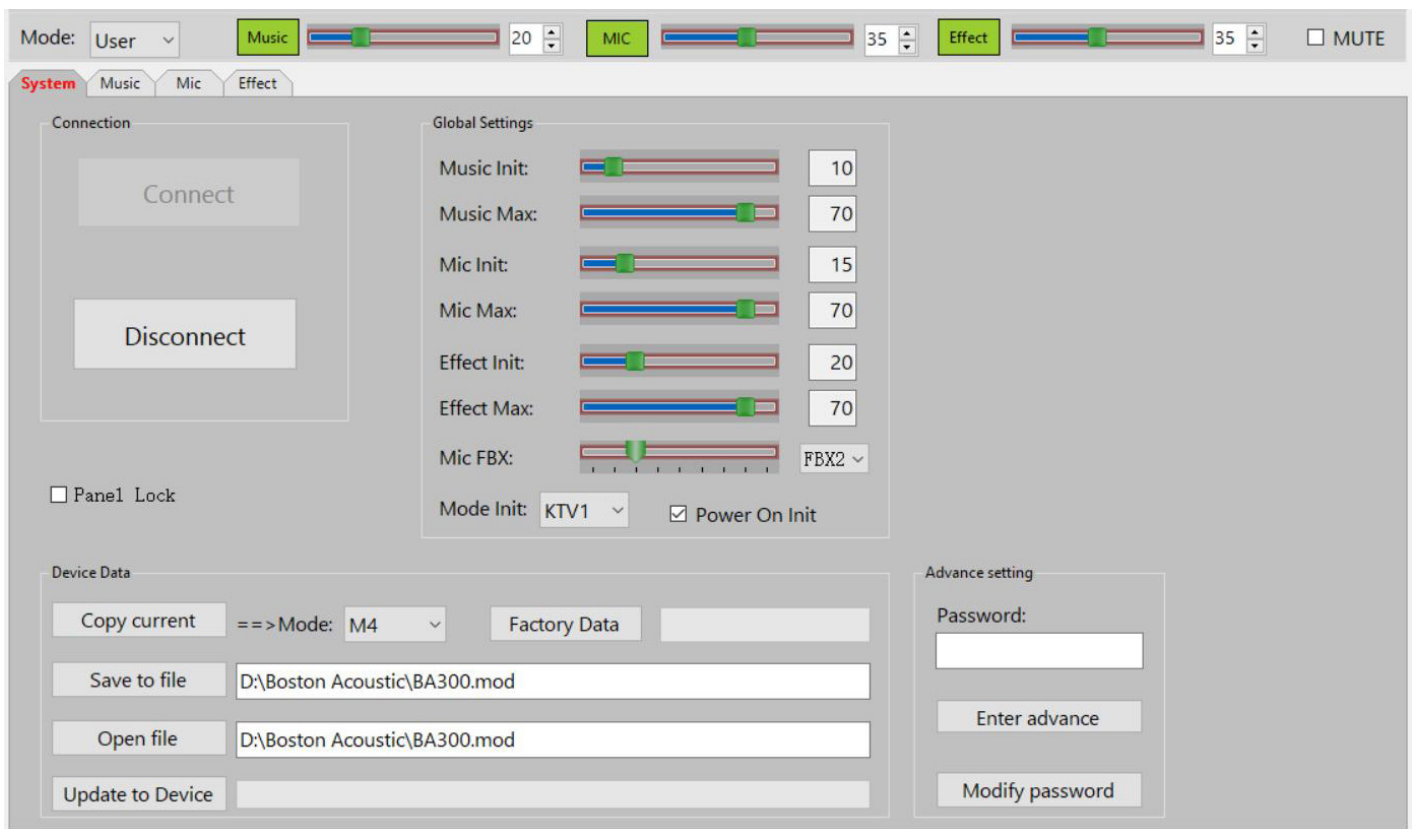 Mode: User Music 20 MIC 35 Effect 35 MUTE
System Music Mic Effect
Connection
Connect
Disconnect
Panel Lock
Global Settings
Music Init: 10
Music Max: 70
Mic Init: 15
Mic Max: 70
Effect Init: 20
Effect Max: 70
Mic FBX: FBX2
Mode Init: KTV1 Power On Init
Device Data
Copy current ==>Mode: M4 Factory Data
Save to file D:\Boston Acoustic\BA300.mod
Open file D:\Boston Acoustic\BA300.mod
Update to Device
Advance setting
Password:
Enter advance
Modify password